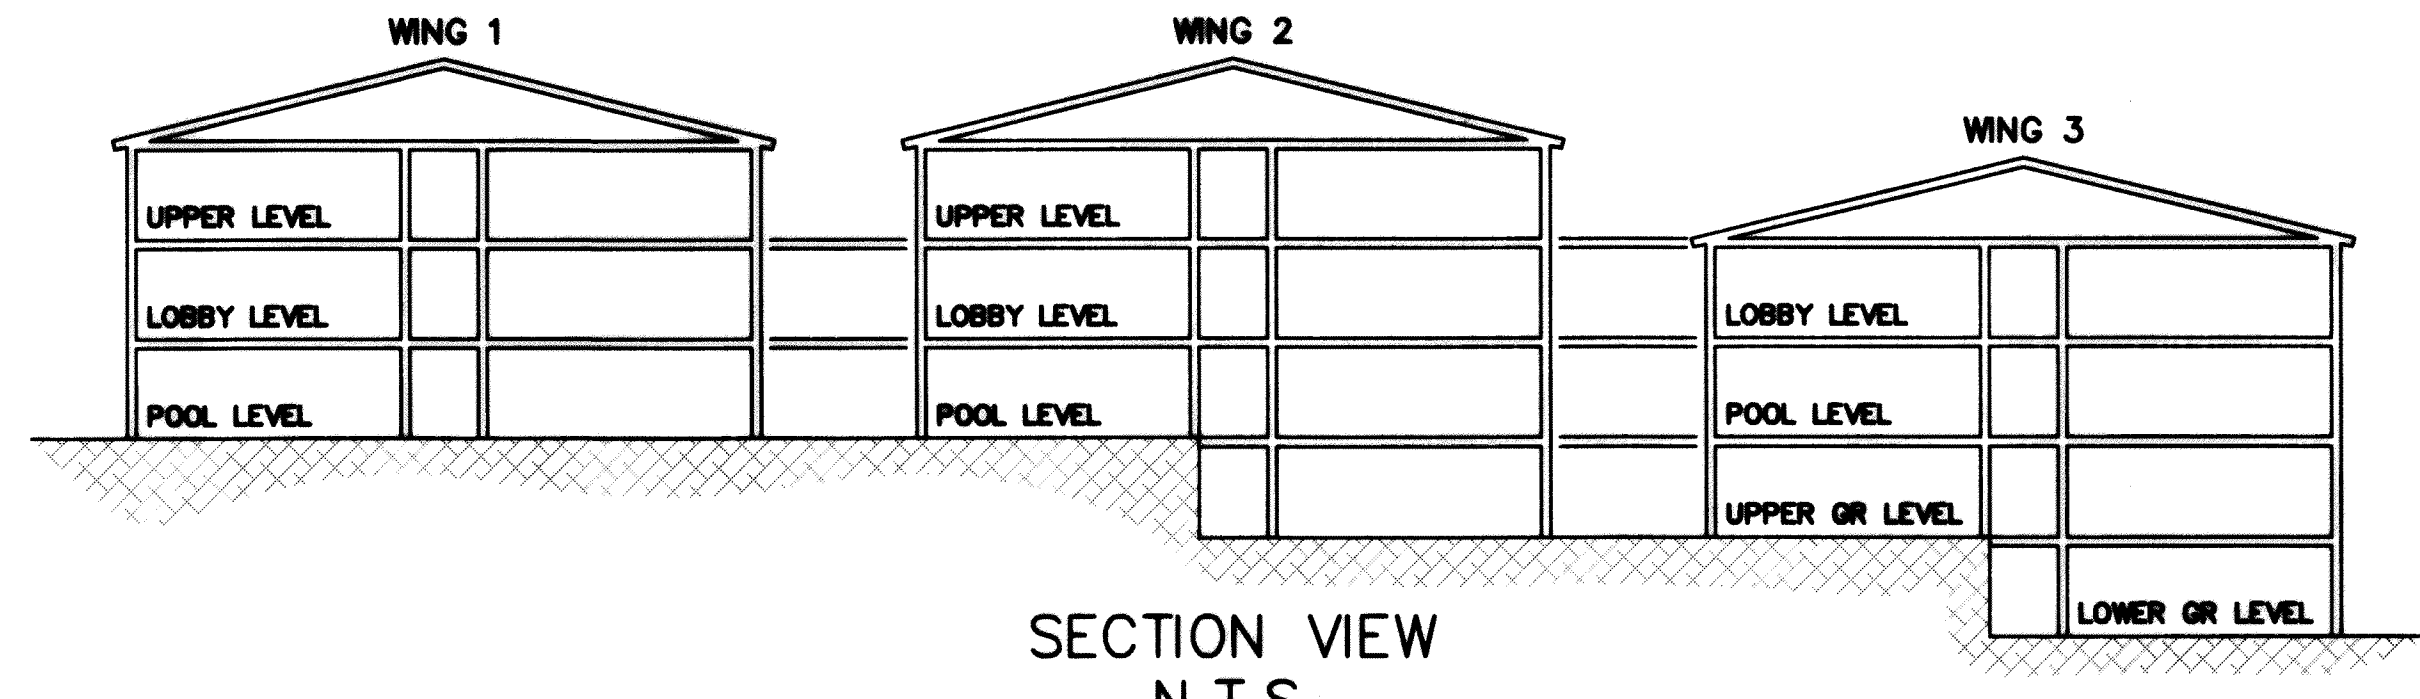 WING 1
WING 2
WING 3
UPPER LEVEL
UPPER LEVEL
LOBBY LEVEL
LOBBY LEVEL
LOBBY LEVEL
POOL LEVEL
POOL LEVEL
POOL LEVEL
UPPER GR LEVEL
LOWER GR LEVEL
SECTION VIEW
N.T.S.